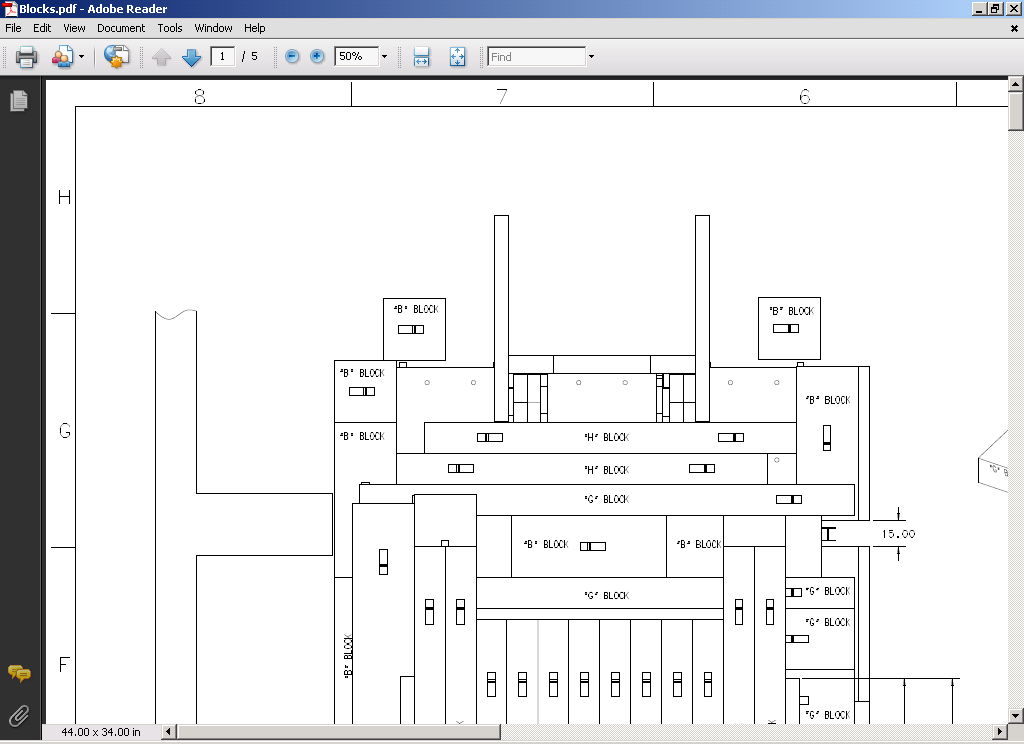 Blocks.pdf - Adobe Reader
File Edit View Document Tools Window Help
1 / 5 50% Find
8 7 6
H
"B" BLOCK "B" BLOCK
"B" BLOCK
"B" BLOCK
G
"B" BLOCK "H" BLOCK
"H" BLOCK
"G" BLOCK
15.00
"B" BLOCK "B" BLOCK
"G" BLOCK "G" BLOCK
"G" BLOCK
"B" BLOCK
F
"G" BLOCK
44.00 x 34.00 in